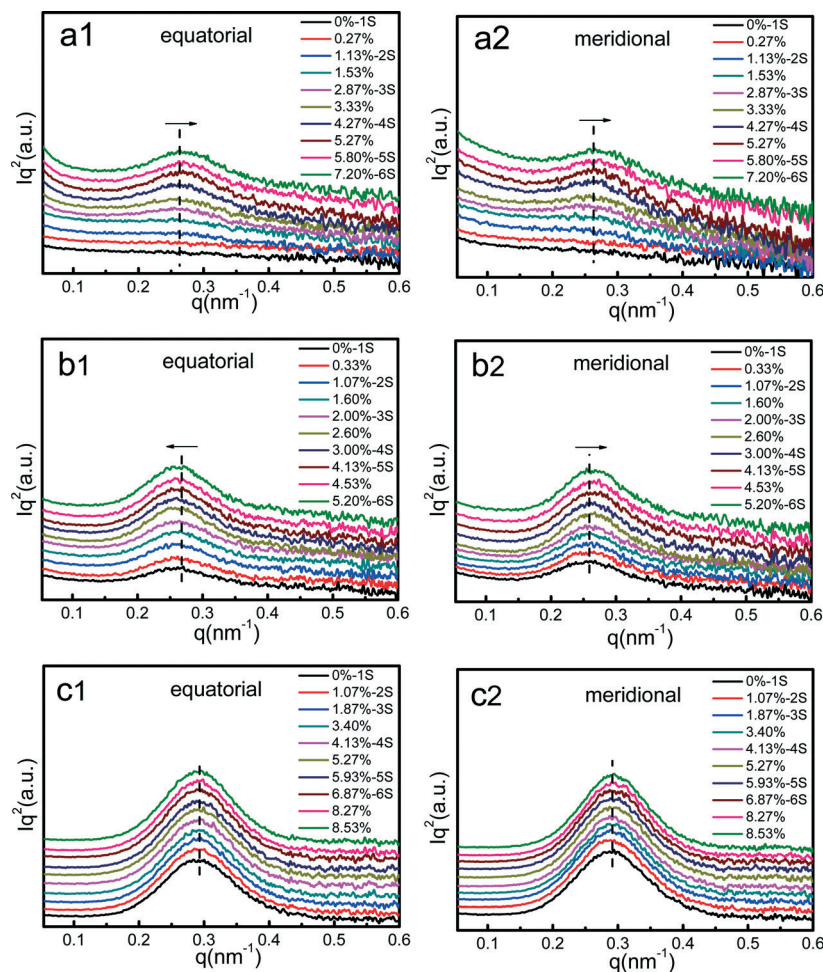 a1
equatorial
0%-1S
0.27%
1.13%-2S
1.53%
2.87%-3S
3.33%
4.27%-4S
5.27%
5.80%-5S
7.20%-6S
Iq²(a.u.)
0.1 0.2 0.3 0.4 0.5 0.6
q(nm⁻¹)
a2
meridional
0%-1S
0.27%
1.13%-2S
1.53%
2.87%-3S
3.33%
4.27%-4S
5.27%
5.80%-5S
7.20%-6S
Iq²(a.u.)
0.1 0.2 0.3 0.4 0.5 0.6
q(nm⁻¹)
b1
equatorial
0%-1S
0.33%
1.07%-2S
1.60%
2.00%-3S
2.60%
3.00%-4S
4.13%-5S
4.53%
5.20%-6S
Iq²(a.u.)
0.1 0.2 0.3 0.4 0.5 0.6
q(nm⁻¹)
b2
meridional
0%-1S
0.33%
1.07%-2S
1.60%
2.00%-3S
2.60%
3.00%-4S
4.13%-5S
4.53%
5.20%-6S
Iq²(a.u.)
0.1 0.2 0.3 0.4 0.5 0.6
q(nm⁻¹)
c1
equatorial
0%-1S
1.07%-2S
1.87%-3S
3.40%
4.13%-4S
5.27%
5.93%-5S
6.87%-6S
8.27%
8.53%
Iq²(a.u.)
0.1 0.2 0.3 0.4 0.5 0.6
q(nm⁻¹)
c2
meridional
0%-1S
1.07%-2S
1.87%-3S
3.40%
4.13%-4S
5.27%
5.93%-5S
6.87%-6S
8.27%
8.53%
Iq²(a.u.)
0.1 0.2 0.3 0.4 0.5 0.6
q(nm⁻¹)